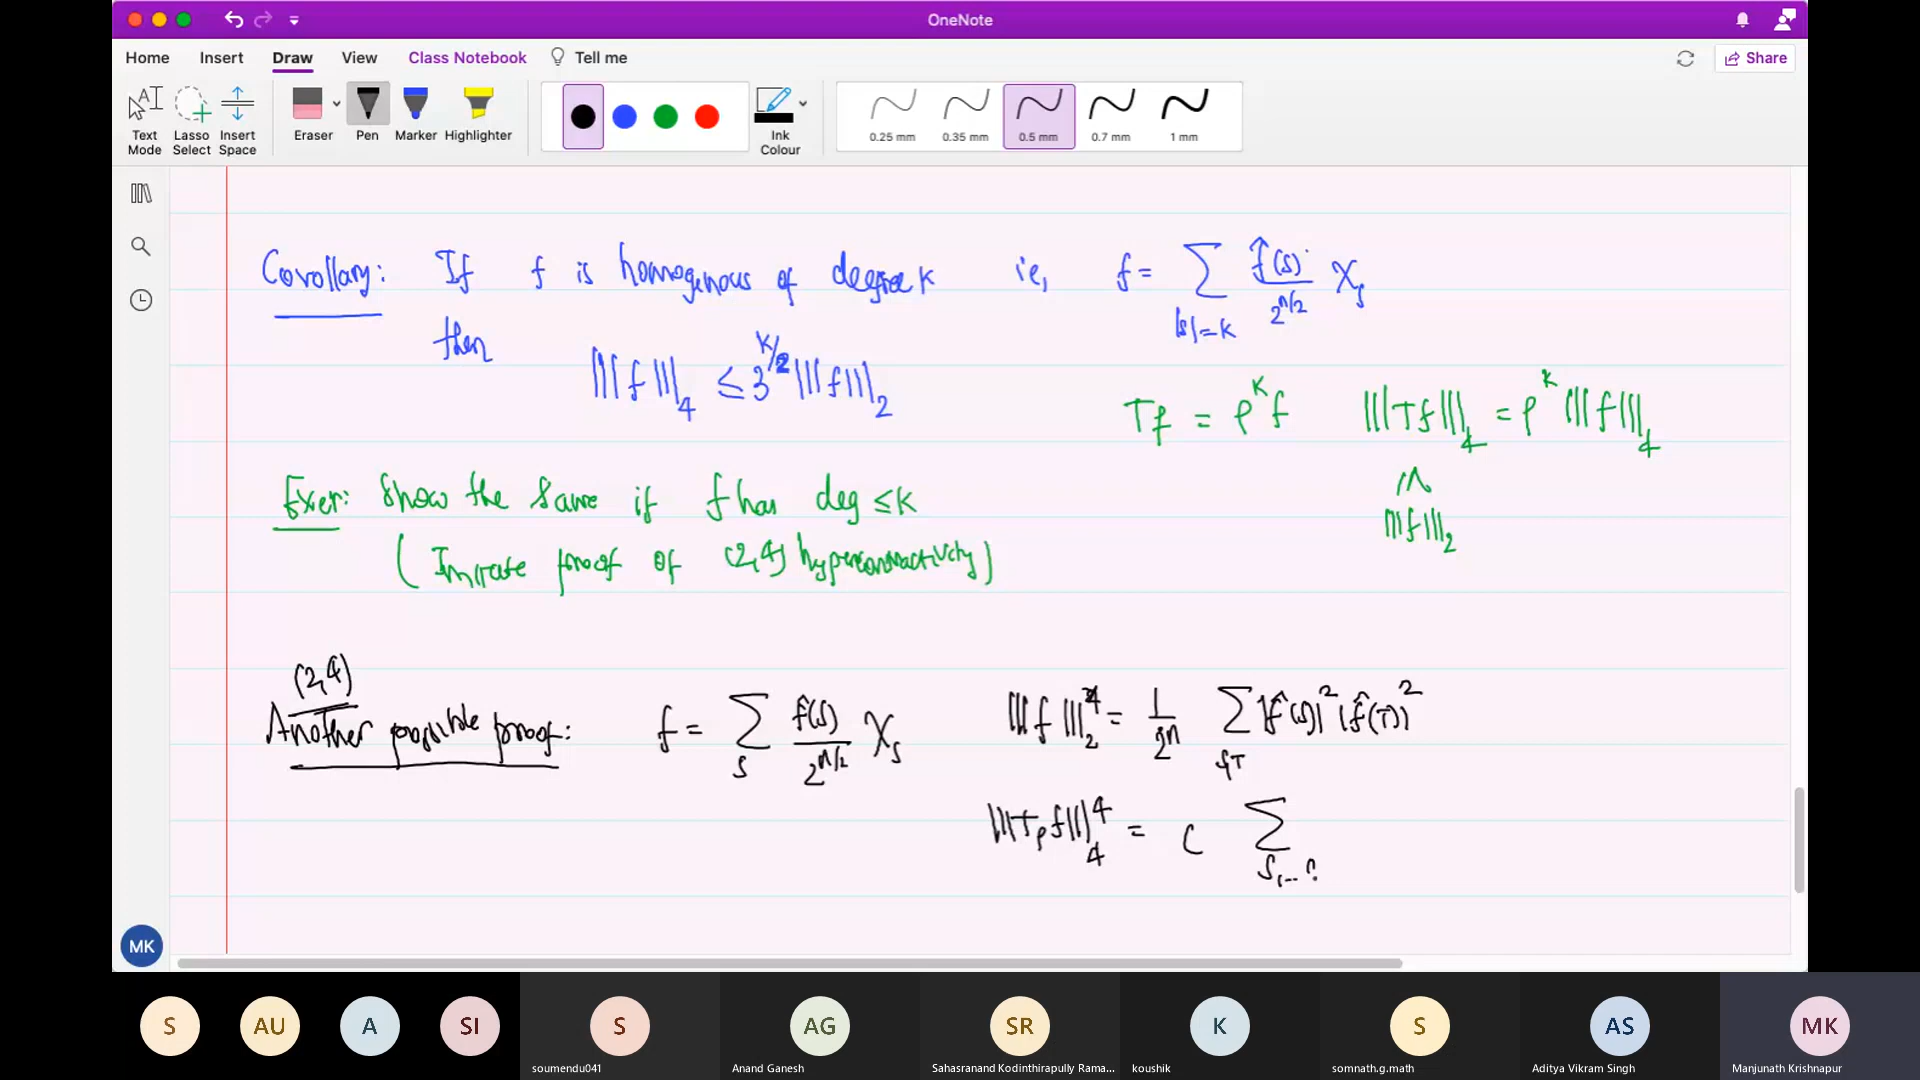 OneNote
Home Insert Draw View Class Notebook Tell me Share
Text Mode Lasso Select Insert Space Eraser Pen Marker Highlighter Ink Colour 0.25 mm 0.35 mm 0.5 mm 0.7 mm 1 mm
Corollary: If f is homogenous of degree k ie, f = ∑_{|S|=k} f̂(S)/2^{n/2} χ_S
then |||f|||_4 ≤ 3^{k/2} |||f|||_2
Tf = ρ^k f |||Tf|||_4 = ρ^k |||f|||_4
≤
|||f|||_2
Exer: Show the same if f has deg ≤ k
(Imitate proof of (2,4) hypercontractivity)
(2,4)
Another possible proof: f = ∑_S f̂(S)/2^{n/2} χ_S |||f|||_2^4 = 1/2^n ∑_{S,T} |f̂(S)|^2 |f̂(T)|^2
|||T_ρ f|||_4^4 = C ∑
MK
S AU A SI S AG SR K S AS MK
soumendu041 Anand Ganesh Sahasranand Kodinthirapully Rama... koushik somnath.g.math Aditya Vikram Singh Manjunath Krishnapur